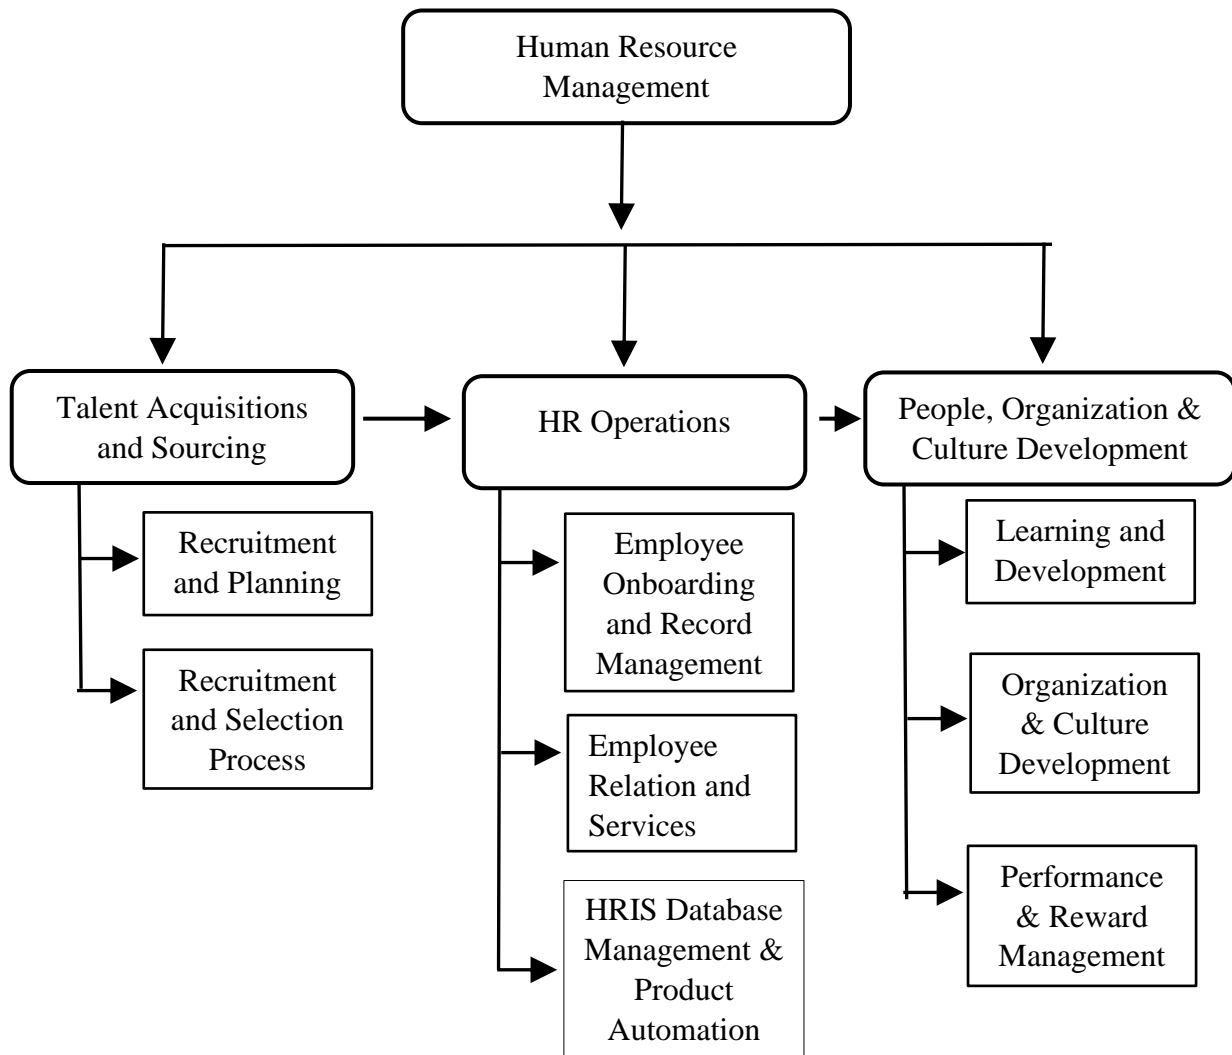 Human Resource
Management
Talent Acquisitions
and Sourcing
HR Operations
People, Organization &
Culture Development
Recruitment
and Planning
Recruitment
and Selection
Process
Employee
Onboarding
and Record
Management
Employee
Relation and
Services
HRIS Database
Management &
Product
Automation
Learning and
Development
Organization
& Culture
Development
Performance
& Reward
Management